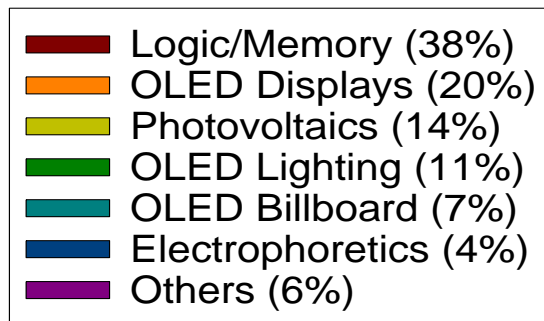 Logic/Memory (38%)
OLED Displays (20%)
Photovoltaics (14%)
OLED Lighting (11%)
OLED Billboard (7%)
Electrophoretics (4%)
Others (6%)